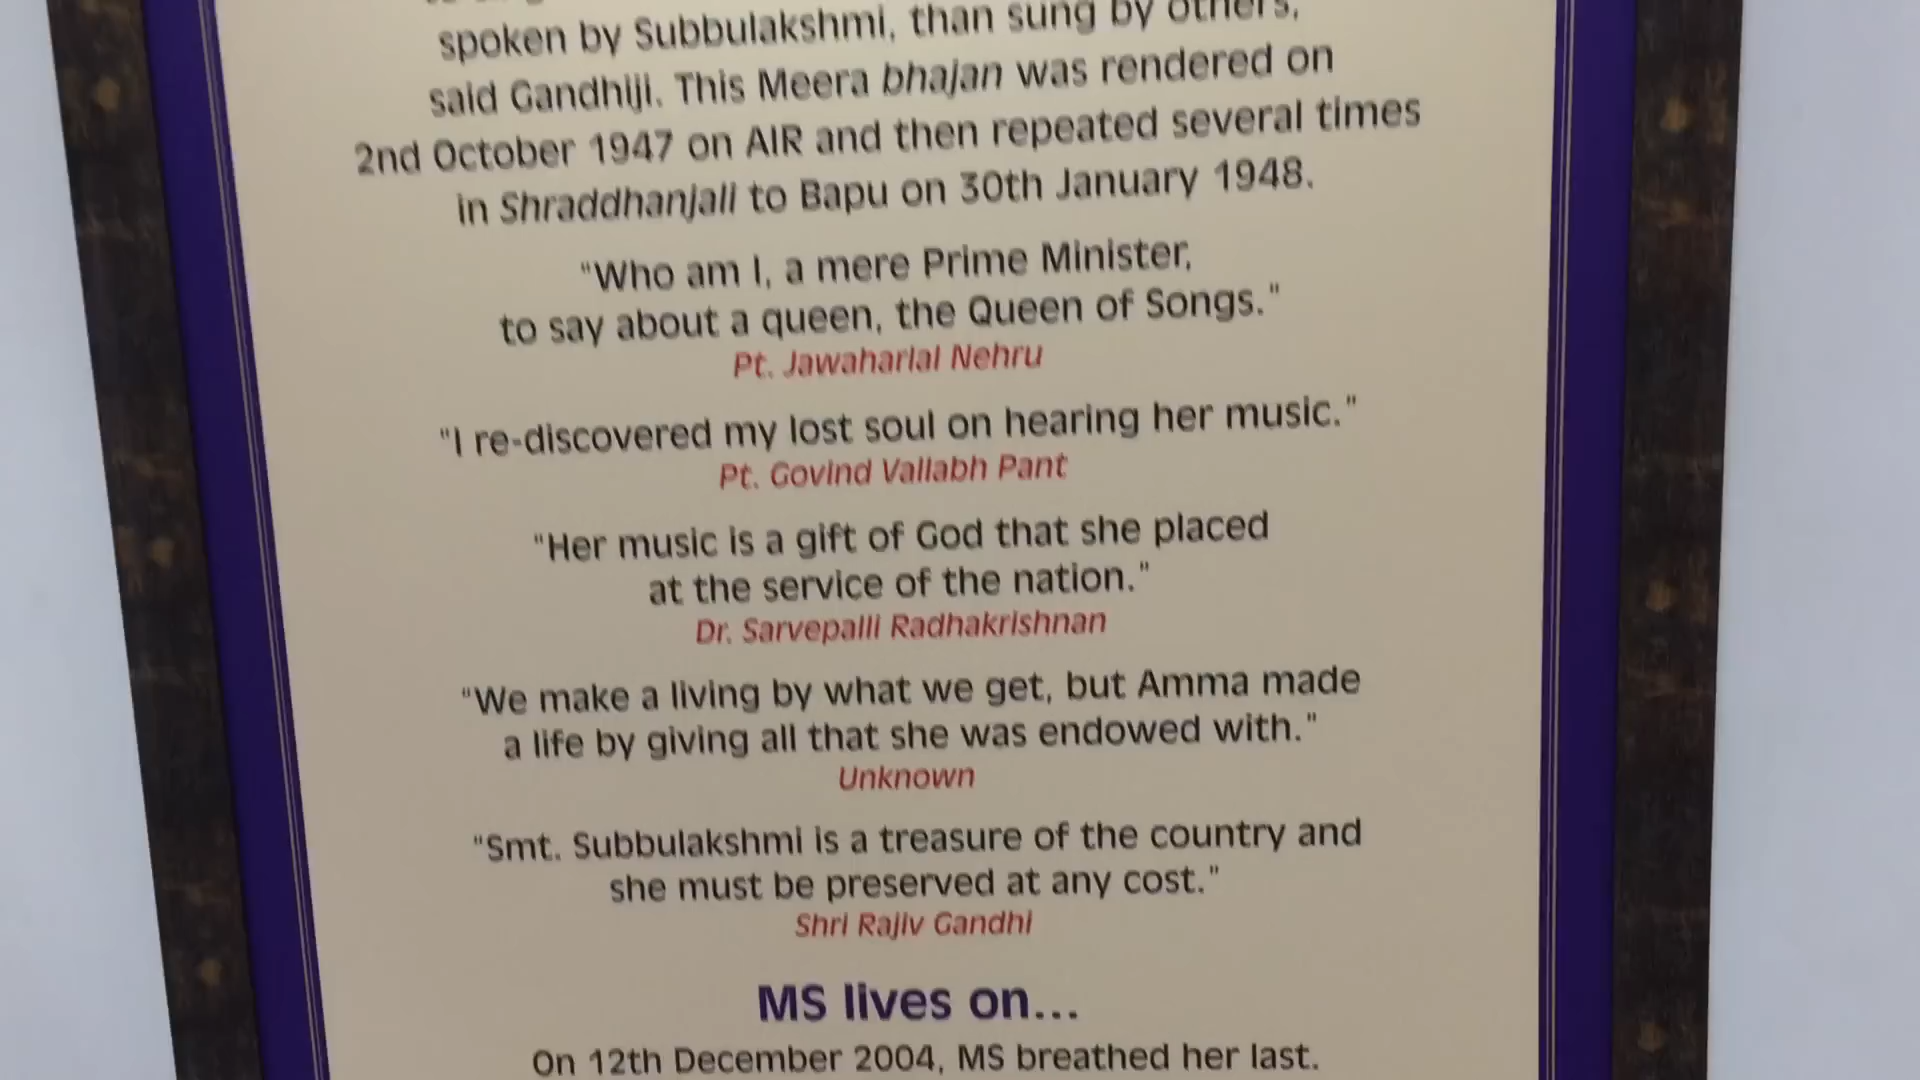 spoken by Subbulakshmi, than sung by others,
said Gandhiji. This Meera bhajan was rendered on
2nd October 1947 on AIR and then repeated several times
in Shraddhanjali to Bapu on 30th January 1948.
"Who am I, a mere Prime Minister,
to say about a queen, the Queen of Songs."
Pt. Jawaharlal Nehru
"I re-discovered my lost soul on hearing her music."
Pt. Govind Vallabh Pant
"Her music is a gift of God that she placed
at the service of the nation."
Dr. Sarvepalli Radhakrishnan
"We make a living by what we get, but Amma made
a life by giving all that she was endowed with."
Unknown
"Smt. Subbulakshmi is a treasure of the country and
she must be preserved at any cost."
Shri Rajiv Gandhi
MS lives on...
On 12th December 2004, MS breathed her last.